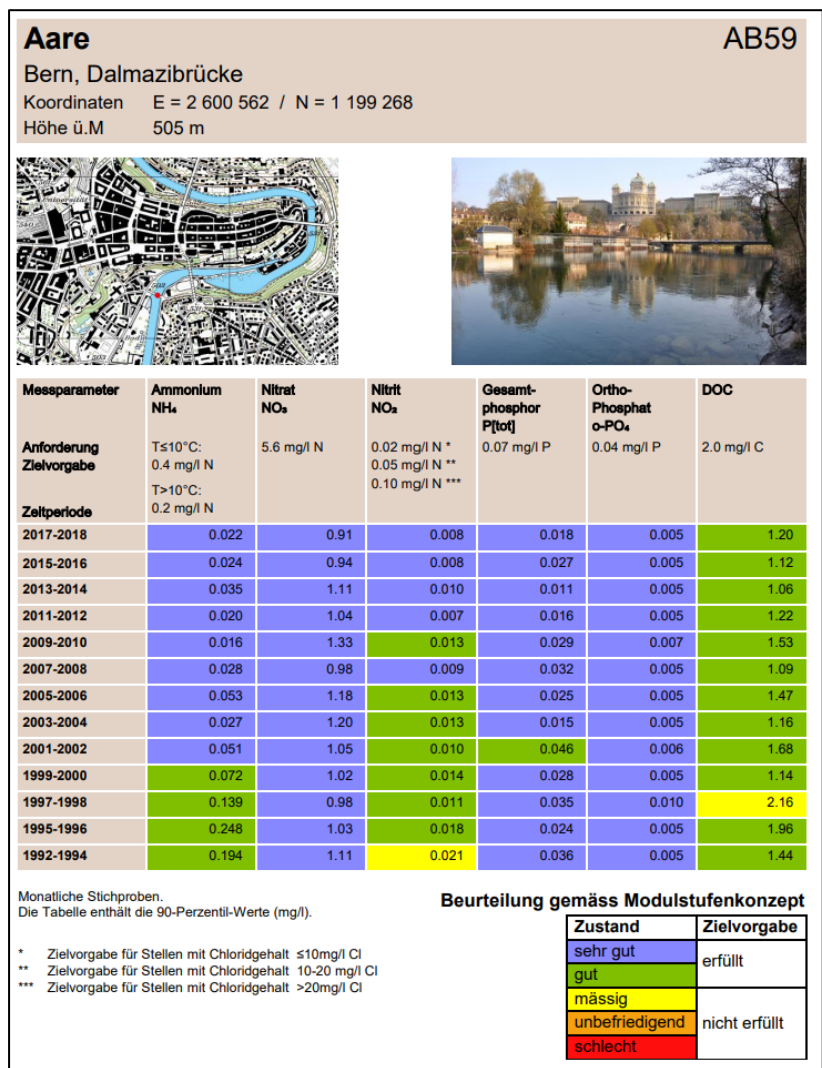 Aare AB59
Bern, Dalmazibrücke
Koordinaten E = 2 600 562 / N = 1 199 268
Höhe ü.M 505 m
Universität
540
502
503
Messparameter Ammonium NH₄ Nitrat NO₃ Nitrit NO₂ Gesamt-phosphor P[tot] Ortho-Phosphat o-PO₄ DOC
Anforderung Zielvorgabe T≤10°C: 0.4 mg/l N 5.6 mg/l N 0.02 mg/l N * 0.07 mg/l P 0.04 mg/l P 2.0 mg/l C
0.05 mg/l N **
T>10°C: 0.10 mg/l N ***
Zeitperiode 0.2 mg/l N
2017-2018 0.022 0.91 0.008 0.018 0.005 1.20
2015-2016 0.024 0.94 0.008 0.027 0.005 1.12
2013-2014 0.035 1.11 0.010 0.011 0.005 1.06
2011-2012 0.020 1.04 0.007 0.016 0.005 1.22
2009-2010 0.016 1.33 0.013 0.029 0.007 1.53
2007-2008 0.028 0.98 0.009 0.032 0.005 1.09
2005-2006 0.053 1.18 0.013 0.025 0.005 1.47
2003-2004 0.027 1.20 0.013 0.015 0.005 1.16
2001-2002 0.051 1.05 0.010 0.046 0.006 1.68
1999-2000 0.072 1.02 0.014 0.028 0.005 1.14
1997-1998 0.139 0.98 0.011 0.035 0.010 2.16
1995-1996 0.248 1.03 0.018 0.024 0.005 1.96
1992-1994 0.194 1.11 0.021 0.036 0.005 1.44
Monatliche Stichproben.
Die Tabelle enthält die 90-Perzentil-Werte (mg/l).
* Zielvorgabe für Stellen mit Chloridgehalt ≤10mg/l Cl
** Zielvorgabe für Stellen mit Chloridgehalt 10-20 mg/l Cl
*** Zielvorgabe für Stellen mit Chloridgehalt >20mg/l Cl
Beurteilung gemäss Modulstufenkonzept
Zustand Zielvorgabe
sehr gut erfüllt
gut
mässig
unbefriedigend nicht erfüllt
schlecht